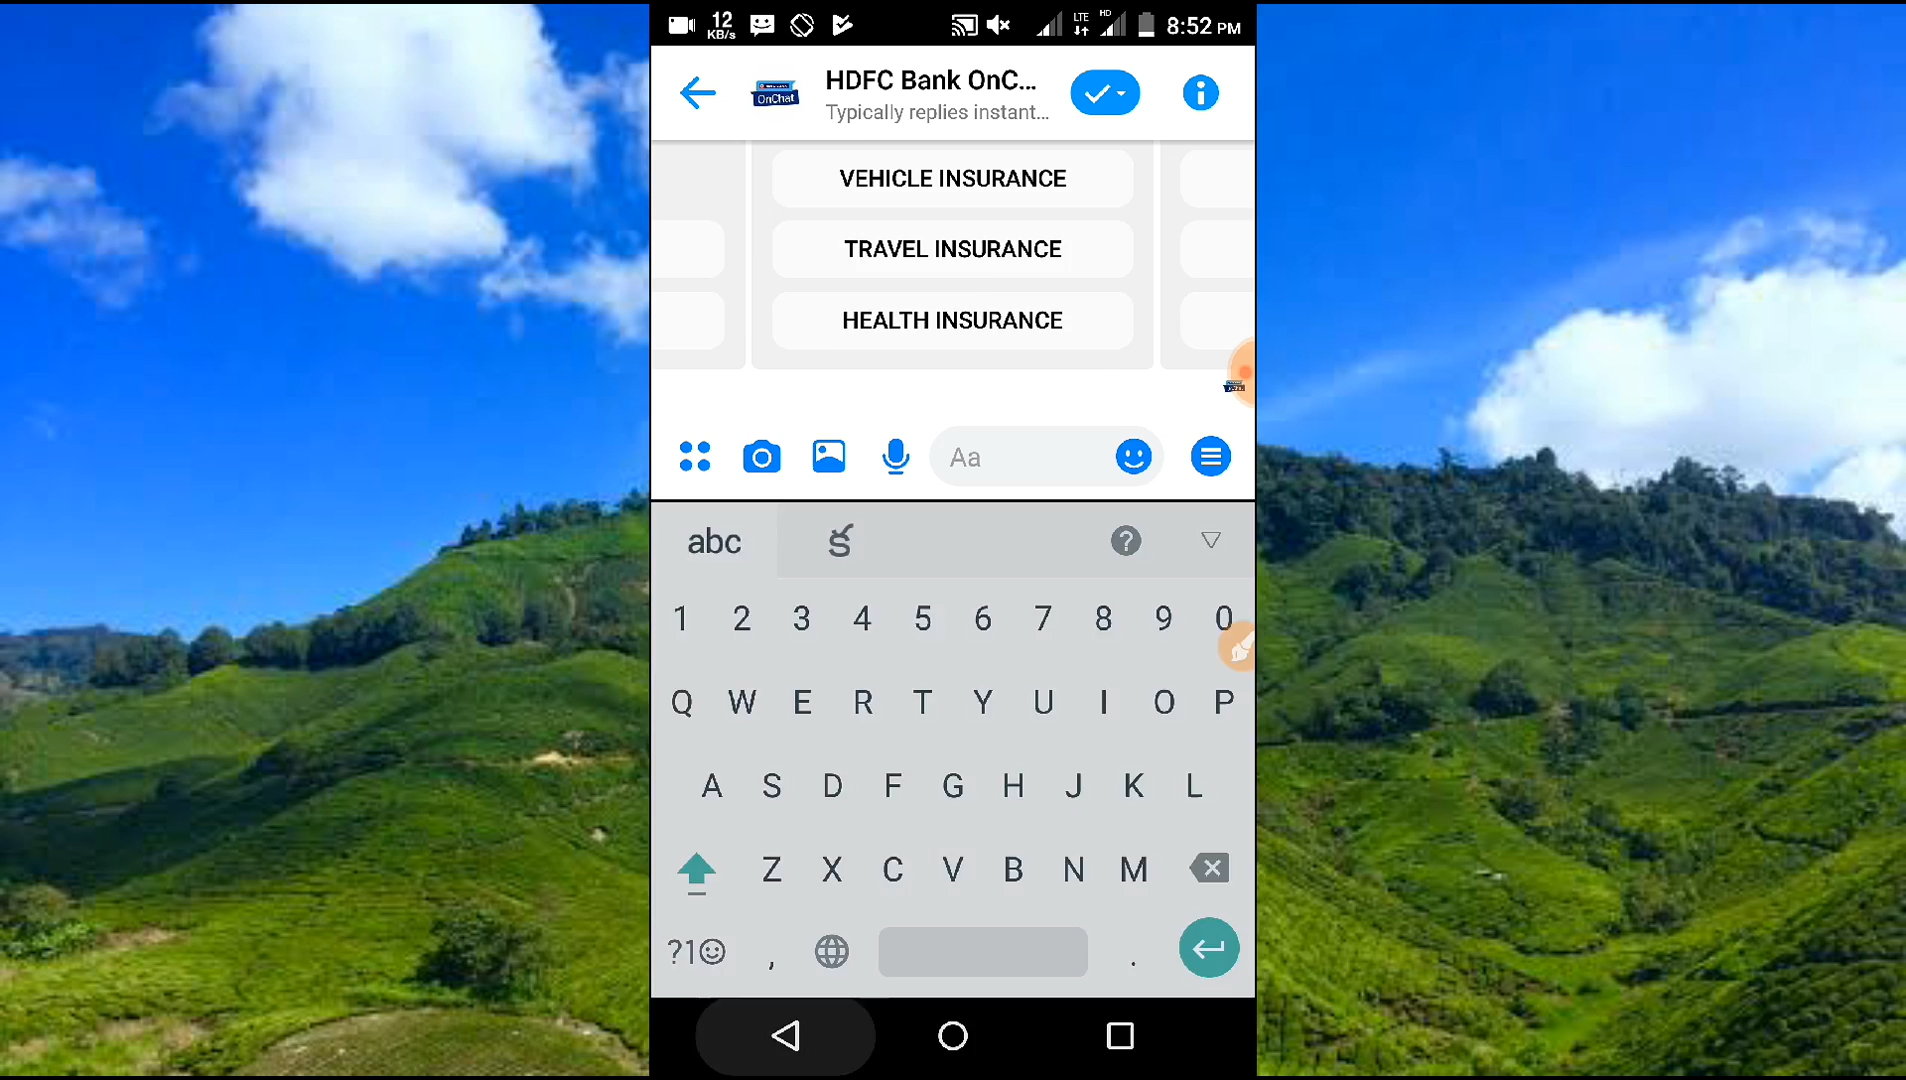 12
KB/s
LTE
HD
8:52 PM
OnChat
HDFC Bank OnC...
Typically replies instant...
VEHICLE INSURANCE
TRAVEL INSURANCE
HEALTH INSURANCE
Aa
abc
క
?
1 2 3 4 5 6 7 8 9 0
Q W E R T Y U I O P
A S D F G H J K L
Z X C V B N M
?1☺ , .